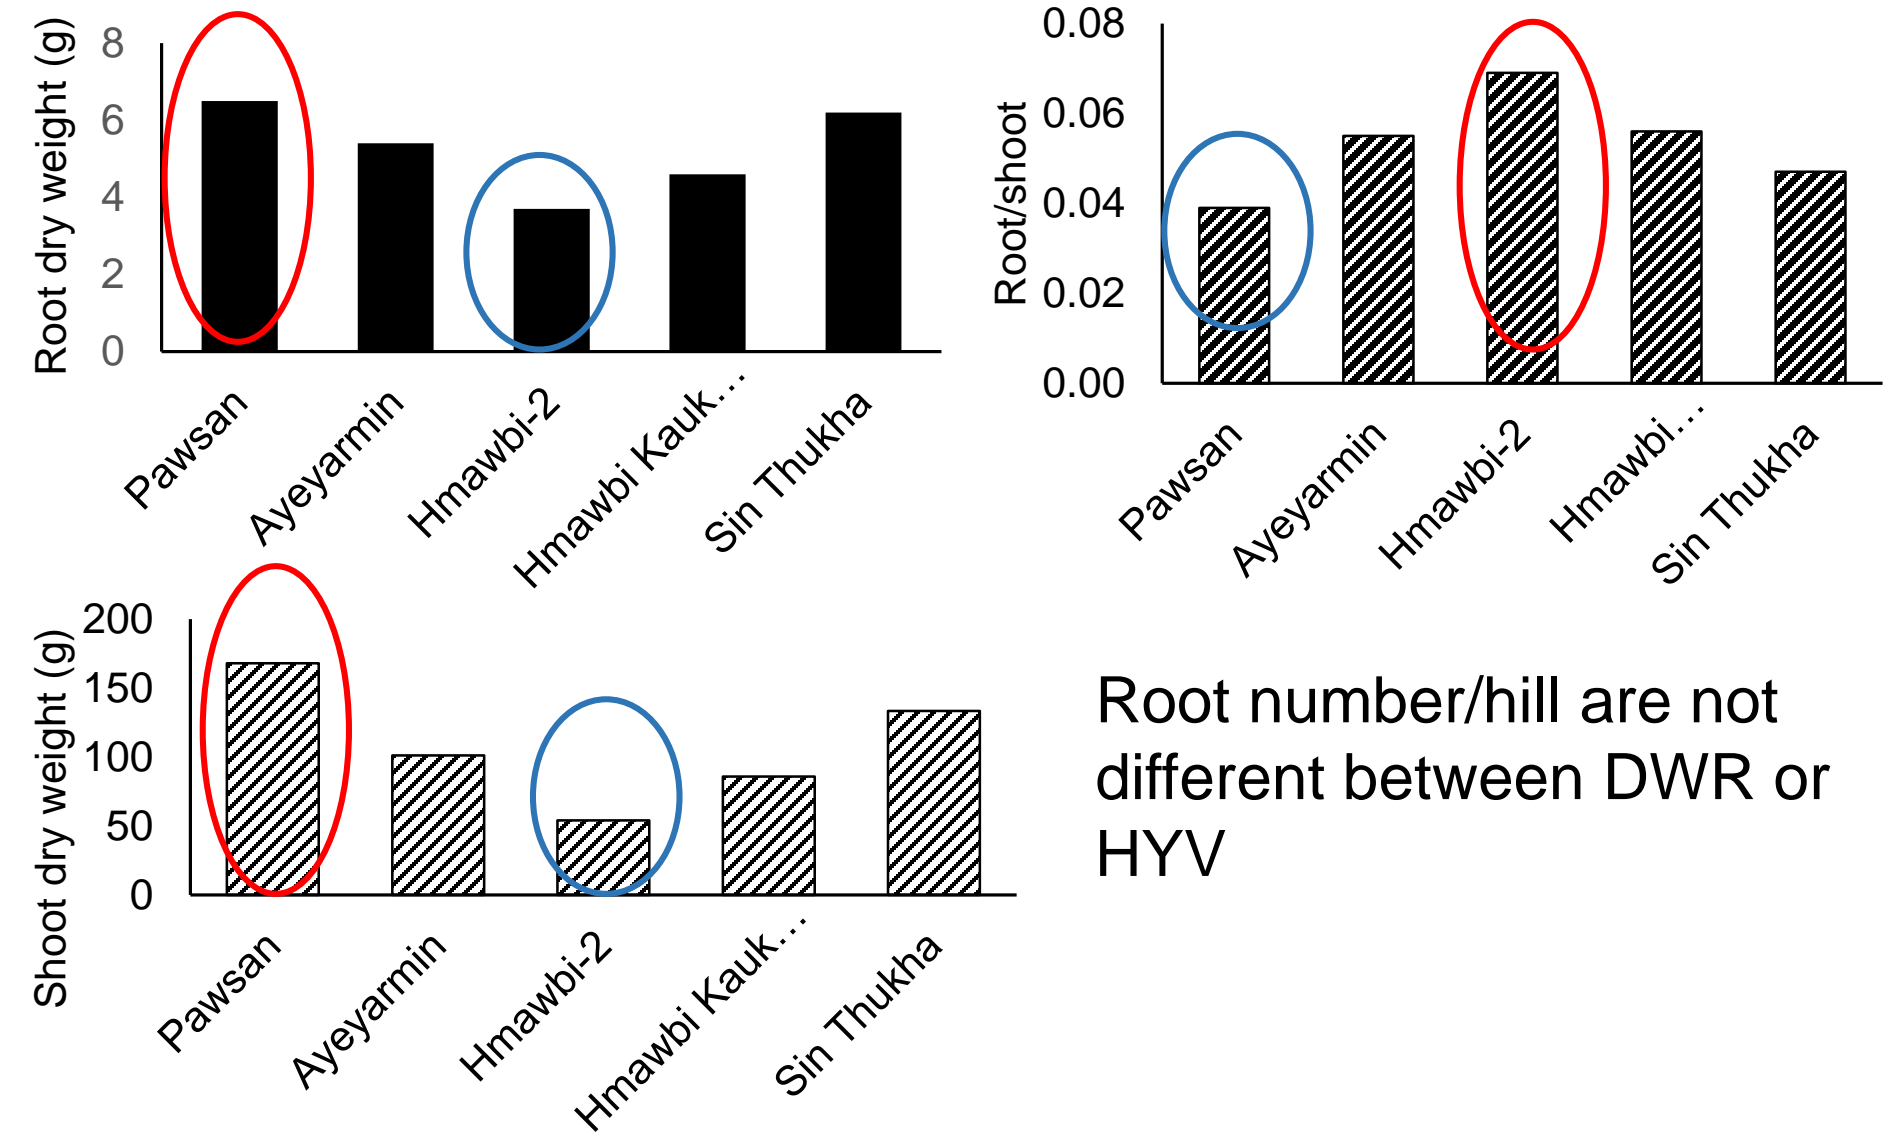 Root dry weight (g)
8
6
4
2
0
Pawsan
Ayeyarmin
Hmawbi-2
Hmawbi Kauk…
Sin Thukha
Root/shoot
0.08
0.06
0.04
0.02
0.00
Pawsan
Ayeyarmin
Hmawbi-2
Hmawbi…
Sin Thukha
Shoot dry weight (g)
200
150
100
50
0
Pawsan
Ayeyarmin
Hmawbi-2
Hmawbi Kauk…
Sin Thukha
Root number/hill are not
different between DWR or
HYV